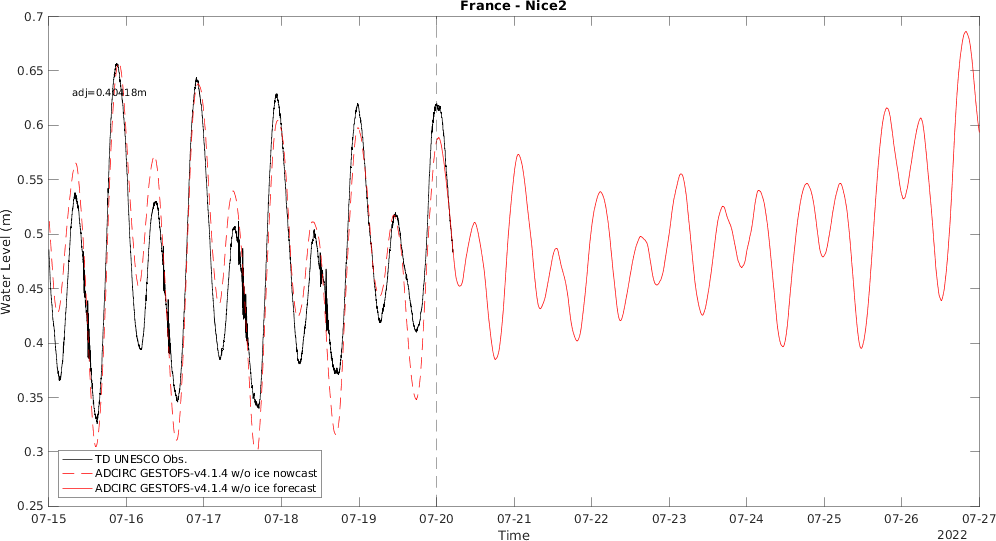 France - Nice2
0.7
0.65
0.6
0.55
0.5
0.45
0.4
0.35
0.3
0.25
Water Level (m)
adj=0.40418m
TD UNESCO Obs.
ADCIRC GESTOFS-v4.1.4 w/o ice nowcast
ADCIRC GESTOFS-v4.1.4 w/o ice forecast
07-15 07-16 07-17 07-18 07-19 07-20 07-21 07-22 07-23 07-24 07-25 07-26 07-27
Time
2022